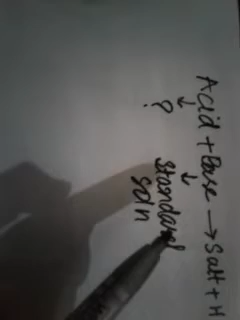 Acid + Base → Salt + H
↓ ↓
? Standard
soln